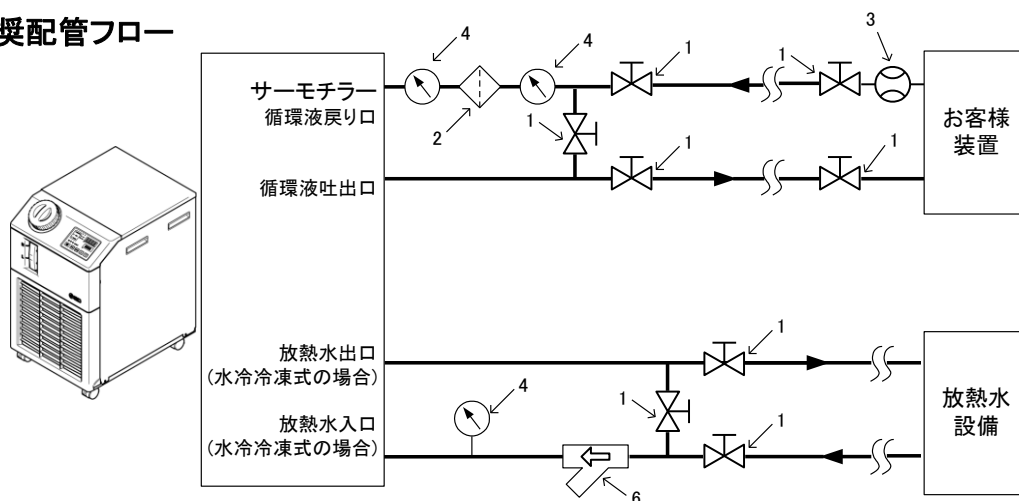 奨配管フロー
4
4
1
1
3
サーモチラー
循環液戻り口
2
1
お客様
装置
1
1
循環液吐出口
1
放熱水出口
(水冷冷凍式の場合)
4
1
放熱水
設備
放熱水入口
(水冷冷凍式の場合)
1
6